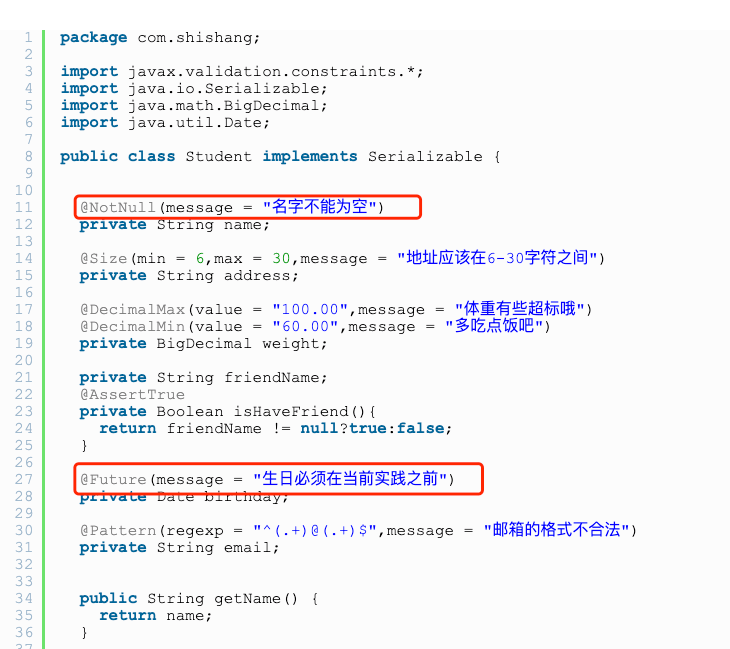 1 package com.shishang;
2
3 import javax.validation.constraints.*;
4 import java.io.Serializable;
5 import java.math.BigDecimal;
6 import java.util.Date;
7
8 public class Student implements Serializable {
9
10
11 @NotNull(message = "名字不能为空")
12 private String name;
13
14 @Size(min = 6,max = 30,message = "地址应该在6-30字符之间")
15 private String address;
16
17 @DecimalMax(value = "100.00",message = "体重有些超标哦")
18 @DecimalMin(value = "60.00",message = "多吃点饭吧")
19 private BigDecimal weight;
20
21 private String friendName;
22 @AssertTrue
23 private Boolean isHaveFriend(){
24 return friendName != null?true:false;
25 }
26
27 @Future(message = "生日必须在当前实践之前")
28 private Date birthday;
29
30 @Pattern(regexp = "^(.+)@(.+)$",message = "邮箱的格式不合法")
31 private String email;
32
33
34 public String getName() {
35 return name;
36 }
37